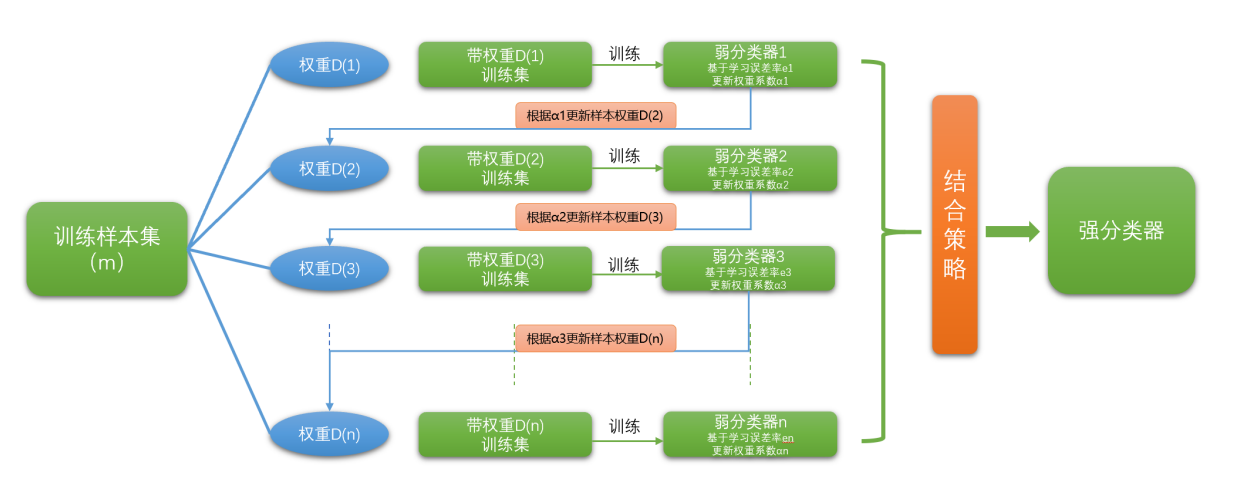 训练样本集
（m）
权重D(1)
带权重D(1)
训练集
训练
弱分类器1
基于学习误差率e1
更新权重系数α1
根据α1更新样本权重D(2)
权重D(2)
带权重D(2)
训练集
训练
弱分类器2
基于学习误差率e2
更新权重系数α2
根据α2更新样本权重D(3)
权重D(3)
带权重D(3)
训练集
训练
弱分类器3
基于学习误差率e3
更新权重系数α3
根据α3更新样本权重D(n)
权重D(n)
带权重D(n)
训练集
训练
弱分类器n
基于学习误差率en
更新权重系数αn
结
合
策
略
强分类器